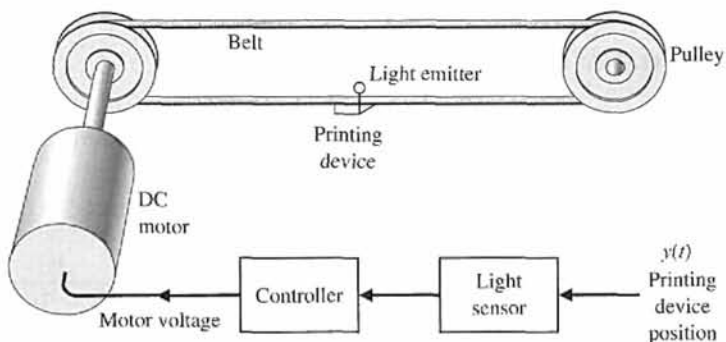 Belt
Pulley
Light emitter
Printing
device
DC
motor
Motor voltage
Controller
Light
sensor
y(t)
Printing
device
position